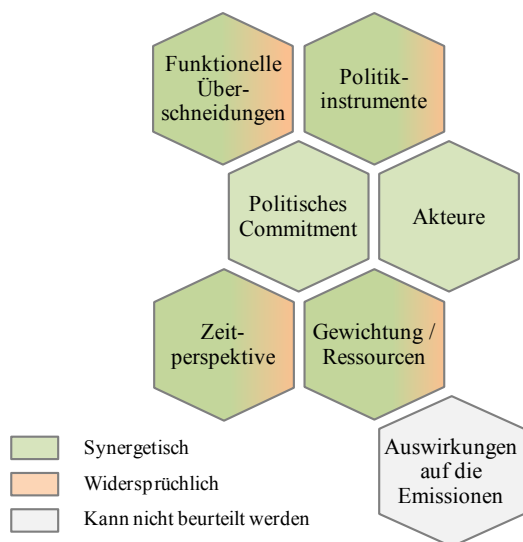 Funktionelle
Über-
schneidungen
Politik-
instrumente
Politisches
Commitment
Akteure
Zeit-
perspektive
Gewichtung /
Ressourcen
Auswirkungen
auf die
Emissionen
Synergetisch
Widersprüchlich
Kann nicht beurteilt werden